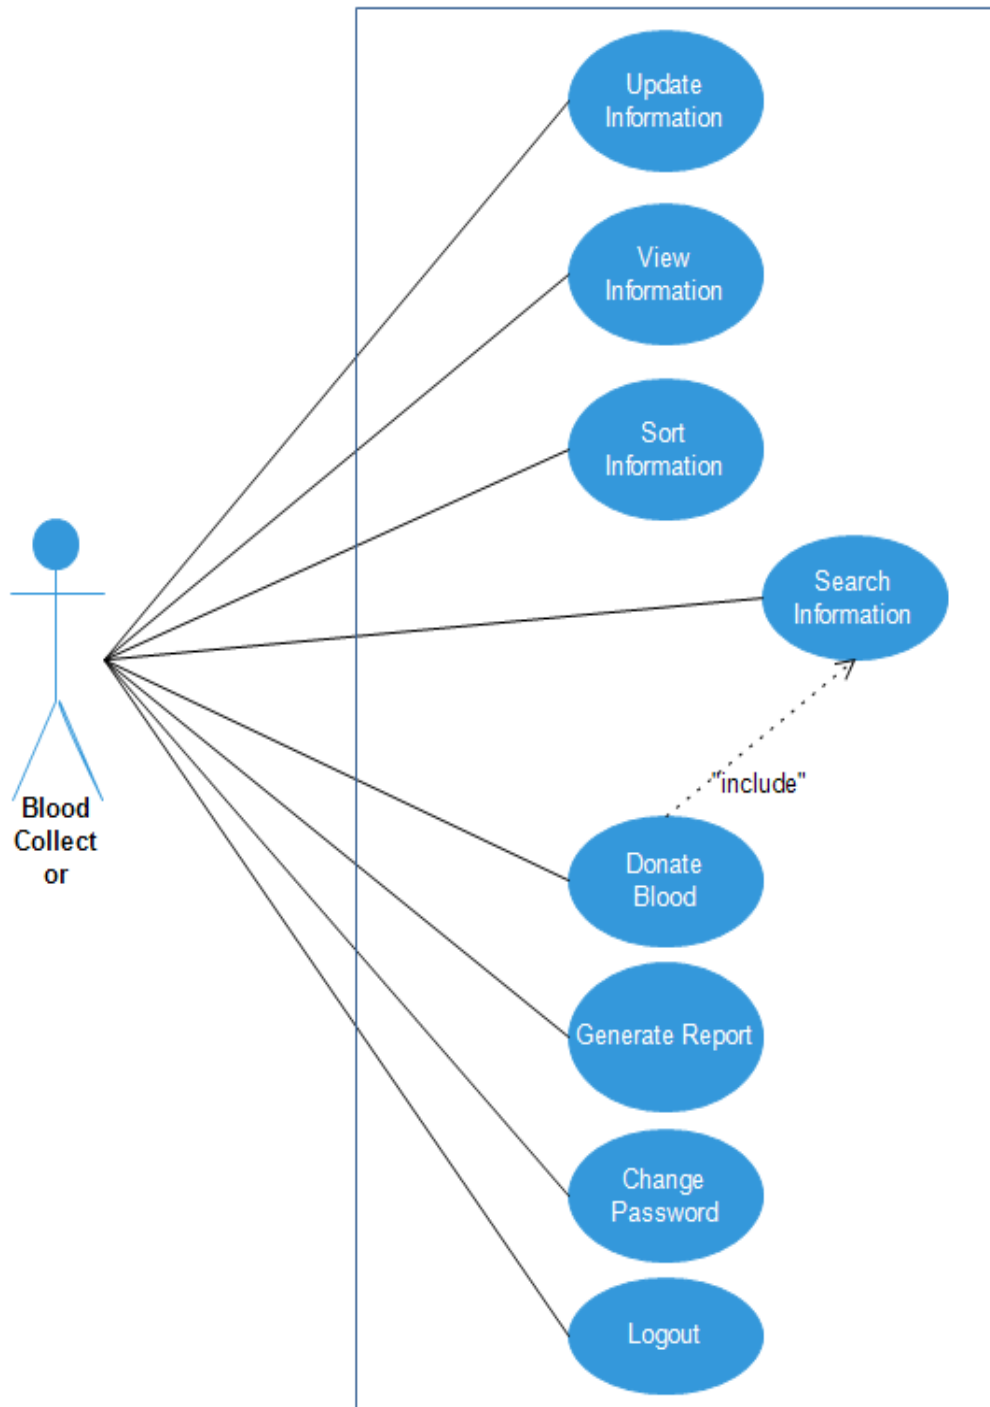 Update
Information
View
Information
Sort
Information
Search
Information
"include"
Blood
Collect
or
Donate
Blood
Generate Report
Change
Password
Logout